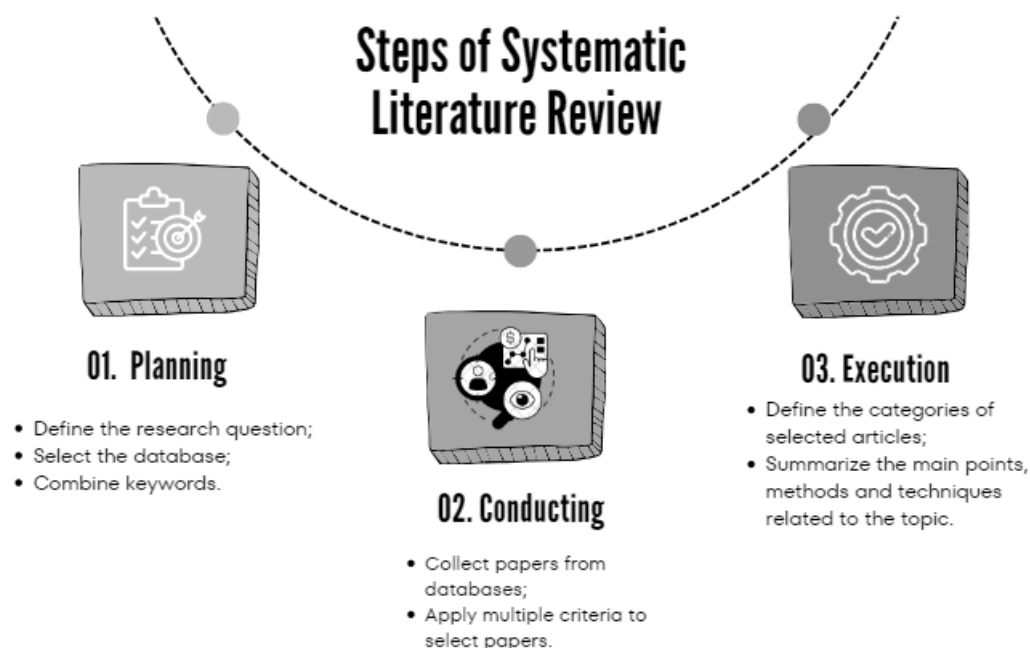 Steps of Systematic
Literature Review
01. Planning
• Define the research question;
• Select the database;
• Combine keywords.
$
02. Conducting
• Collect papers from
databases;
• Apply multiple criteria to
select papers.
03. Execution
• Define the categories of
selected articles;
• Summarize the main points,
methods and techniques
related to the topic.